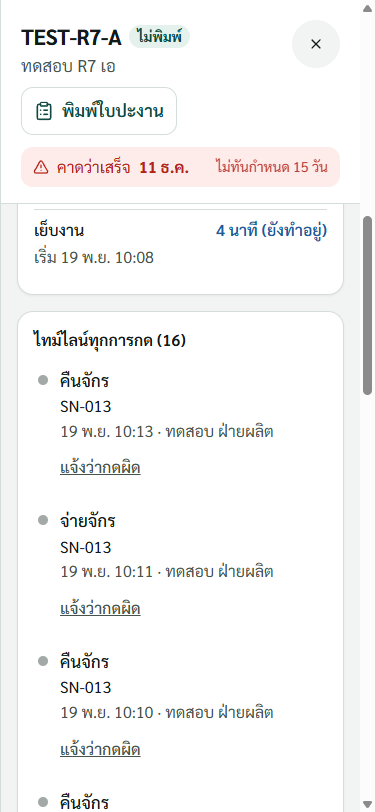 TEST-R7-A ไม่พิมพ์
ทดสอบ R7 เอ
พิมพ์ใบปะงาน
คาดว่าเสร็จ 11 ธ.ค. ไม่ทันกำหนด 15 วัน
เย็บงาน 4 นาที (ยังทำอยู่)
เริ่ม 19 พ.ย. 10:08
ไทม์ไลน์ทุกการกด (16)
คืนจักร
SN-013
19 พ.ย. 10:13 · ทดสอบ ฝ่ายผลิต
แจ้งว่ากดผิด
จ่ายจักร
SN-013
19 พ.ย. 10:11 · ทดสอบ ฝ่ายผลิต
แจ้งว่ากดผิด
คืนจักร
SN-013
19 พ.ย. 10:10 · ทดสอบ ฝ่ายผลิต
แจ้งว่ากดผิด
คืนจักร